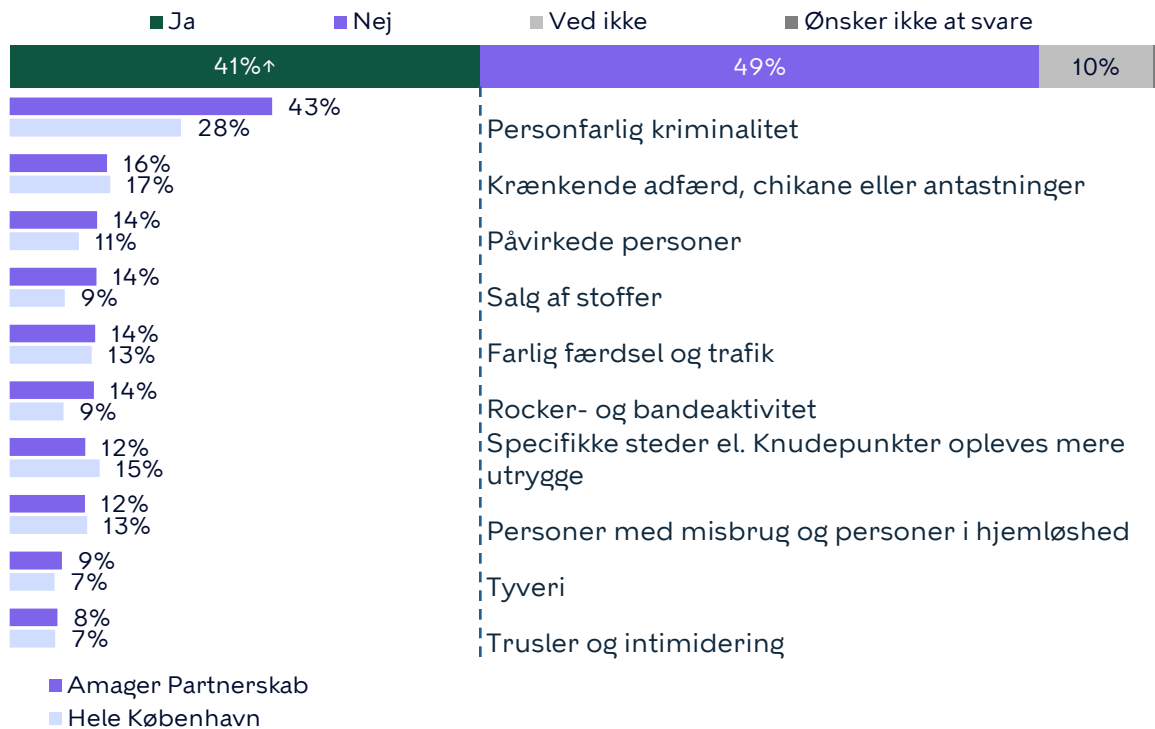 Ja Nej Ved ikke Ønsker ikke at svare
41%↑ 49% 10%
43%
28%
Personfarlig kriminalitet
16%
17%
Krænkende adfærd, chikane eller antastninger
14%
11%
Påvirkede personer
14%
9%
Salg af stoffer
14%
13%
Farlig færdsel og trafik
14%
9%
Rocker- og bandeaktivitet
12%
15%
Specifikke steder el. Knudepunkter opleves mere
utrygge
12%
13%
Personer med misbrug og personer i hjemløshed
9%
7%
Tyveri
8%
7%
Trusler og intimidering
Amager Partnerskab
Hele København